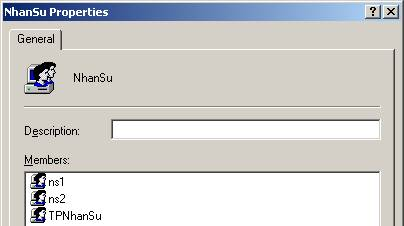 NhanSu Properties
General
NhanSu
Description:
Members:
ns1
ns2
TPNhanSu